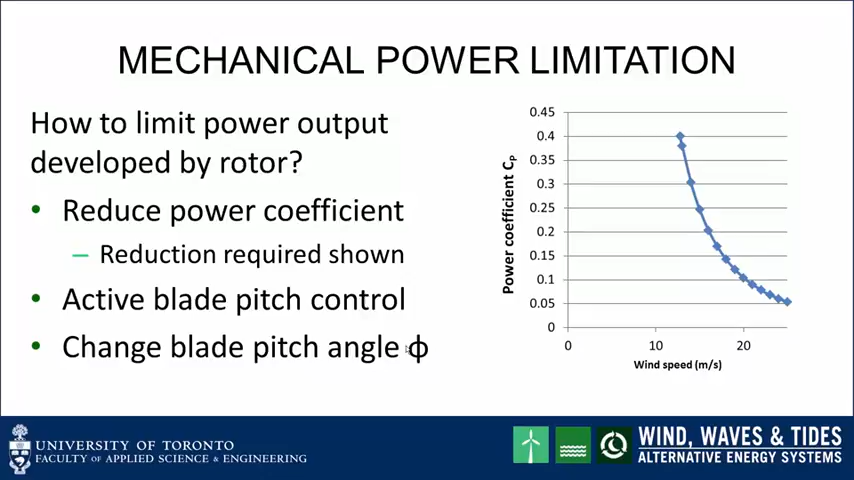 MECHANICAL POWER LIMITATION
How to limit power output
developed by rotor?
• Reduce power coefficient
– Reduction required shown
• Active blade pitch control
• Change blade pitch angle ϕ
Power coefficient CP
0.45
0.4
0.35
0.3
0.25
0.2
0.15
0.1
0.05
0
0 10 20
Wind speed (m/s)
UNIVERSITY OF TORONTO
FACULTY OF APPLIED SCIENCE & ENGINEERING
WIND, WAVES & TIDES
ALTERNATIVE ENERGY SYSTEMS